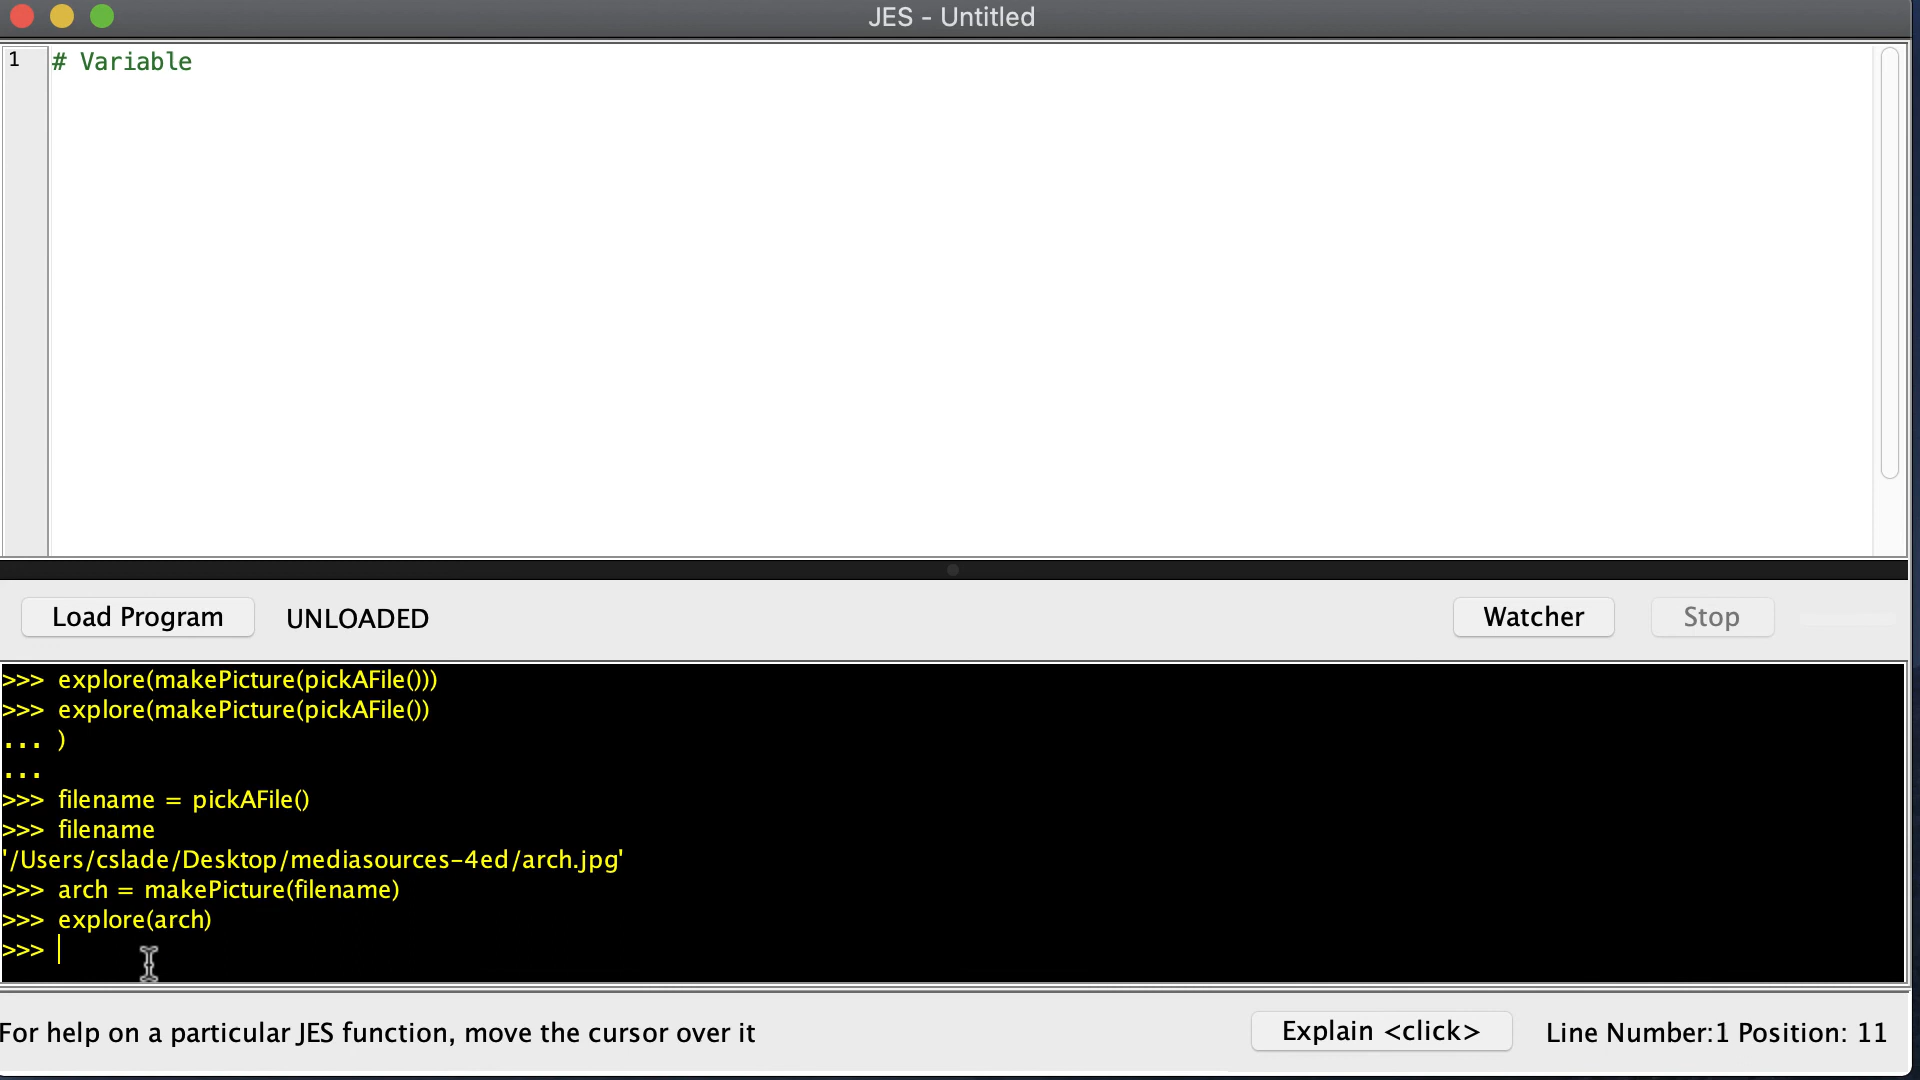 JES - Untitled
1 # Variable
Load Program UNLOADED Watcher Stop
>>> explore(makePicture(pickAFile()))
>>> explore(makePicture(pickAFile())
... )
...
>>> filename = pickAFile()
>>> filename
'/Users/cslade/Desktop/mediasources-4ed/arch.jpg'
>>> arch = makePicture(filename)
>>> explore(arch)
>>>
For help on a particular JES function, move the cursor over it Explain <click> Line Number:1 Position: 11